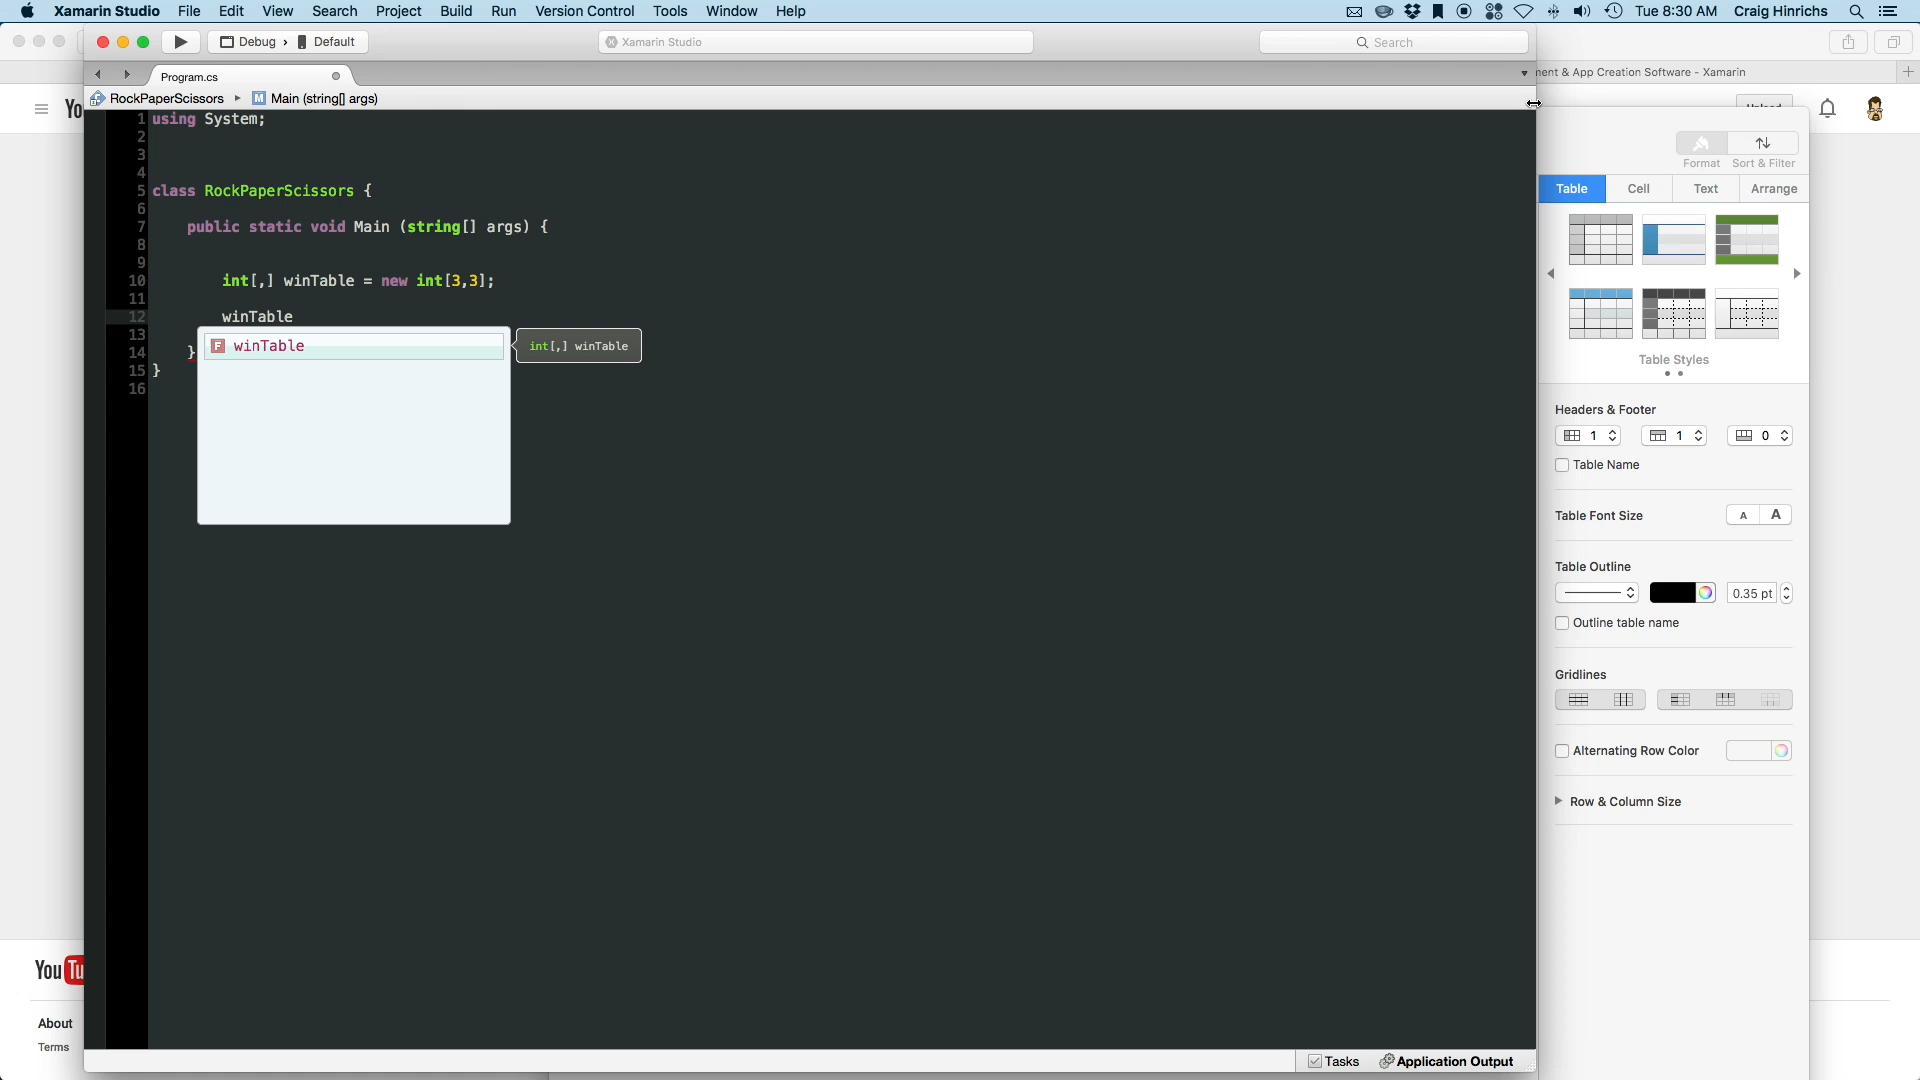 Xamarin Studio File Edit View Search Project Build Run Version Control Tools Window Help Tue 8:30 AM Craig Hinrichs
Debug › Default Xamarin Studio Search
Program.cs ment & App Creation Software - Xamarin
RockPaperScissors Main (string[] args)
1 using System;
2
3
4
5 class RockPaperScissors {
6
7 public static void Main (string[] args) {
8
9
10 int[,] winTable = new int[3,3];
11
12 winTable
13
14 }
15 }
16
F winTable
int[,] winTable
Format Sort & Filter
Table Cell Text Arrange
Table Styles
Headers & Footer
1 1 0
Table Name
Table Font Size A A
Table Outline
0.35 pt
Outline table name
Gridlines
Alternating Row Color
Row & Column Size
YouTu
About
Terms
Tasks Application Output